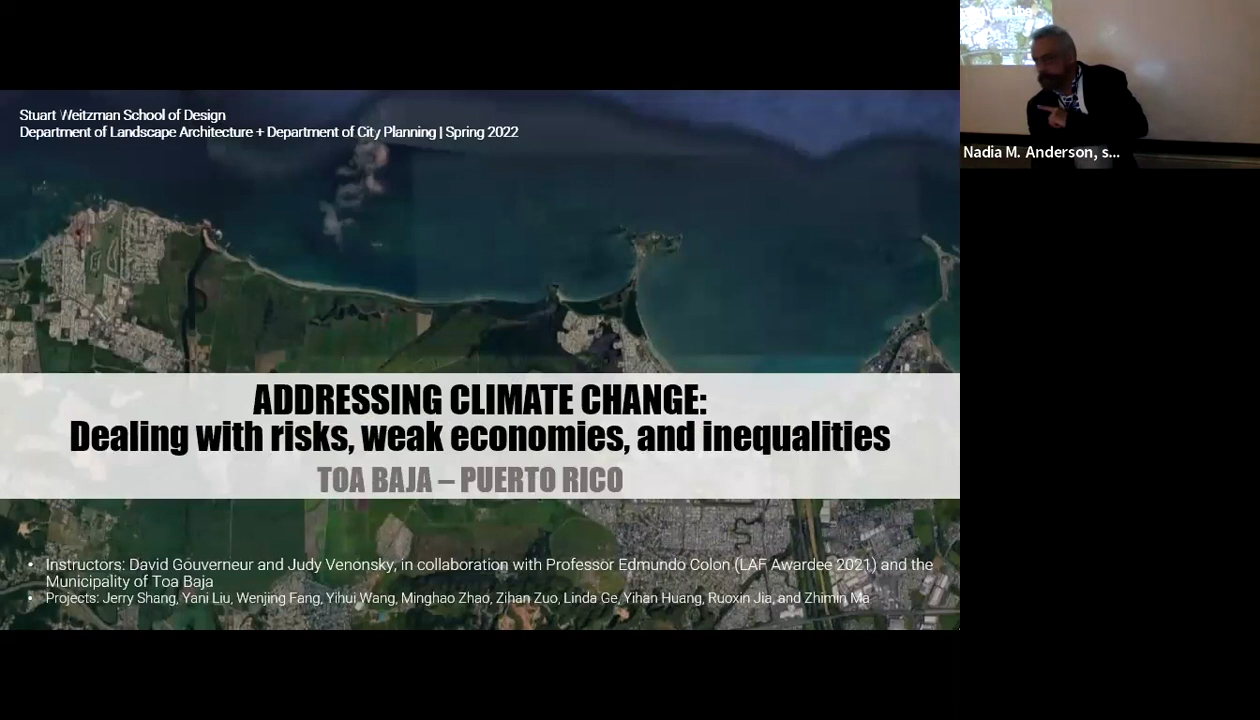 Stuart Weitzman School of Design
Department of Landscape Architecture + Department of City Planning | Spring 2022
Nadia M. Anderson, s...
ADDRESSING CLIMATE CHANGE:
Dealing with risks, weak economies, and inequalities
TOA BAJA – PUERTO RICO
• Instructors: David Gouverneur and Judy Venonsky, in collaboration with Professor Edmundo Colon (LAF Awardee 2021) and the
Municipality of Toa Baja
• Projects: Jerry Shang, Yani Liu, Wenjing Fang, Yihui Wang, Minghao Zhao, Zihan Zuo, Linda Ge, Yihan Huang, Ruoxin Jia, and Zhimin Ma